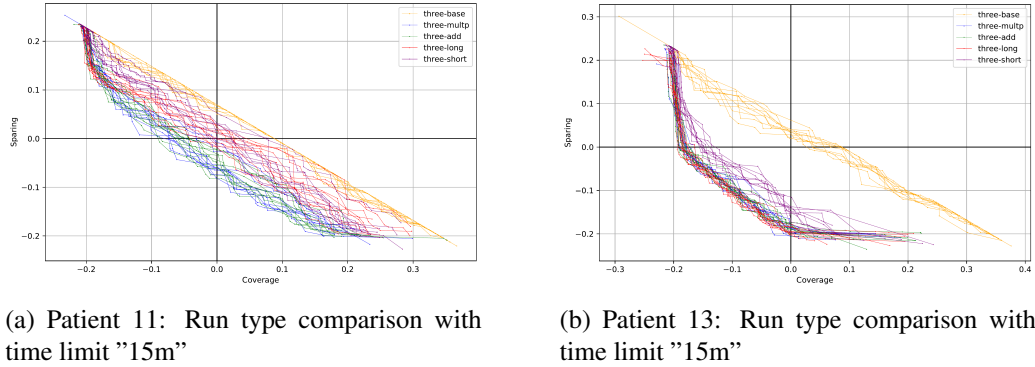 three-base
three-multp
three-add
three-long
three-short
0.2
0.1
0.0
−0.1
−0.2
Sparing
−0.2
−0.1
0.0
0.1
0.2
0.3
Coverage
three-base
three-multp
three-add
three-long
three-short
0.3
0.2
0.1
0.0
−0.1
−0.2
Sparing
−0.3
−0.2
−0.1
0.0
0.1
0.2
0.3
0.4
Coverage
(a) Patient 11: Run type comparison with
time limit ”15m”
(b) Patient 13: Run type comparison with
time limit ”15m”